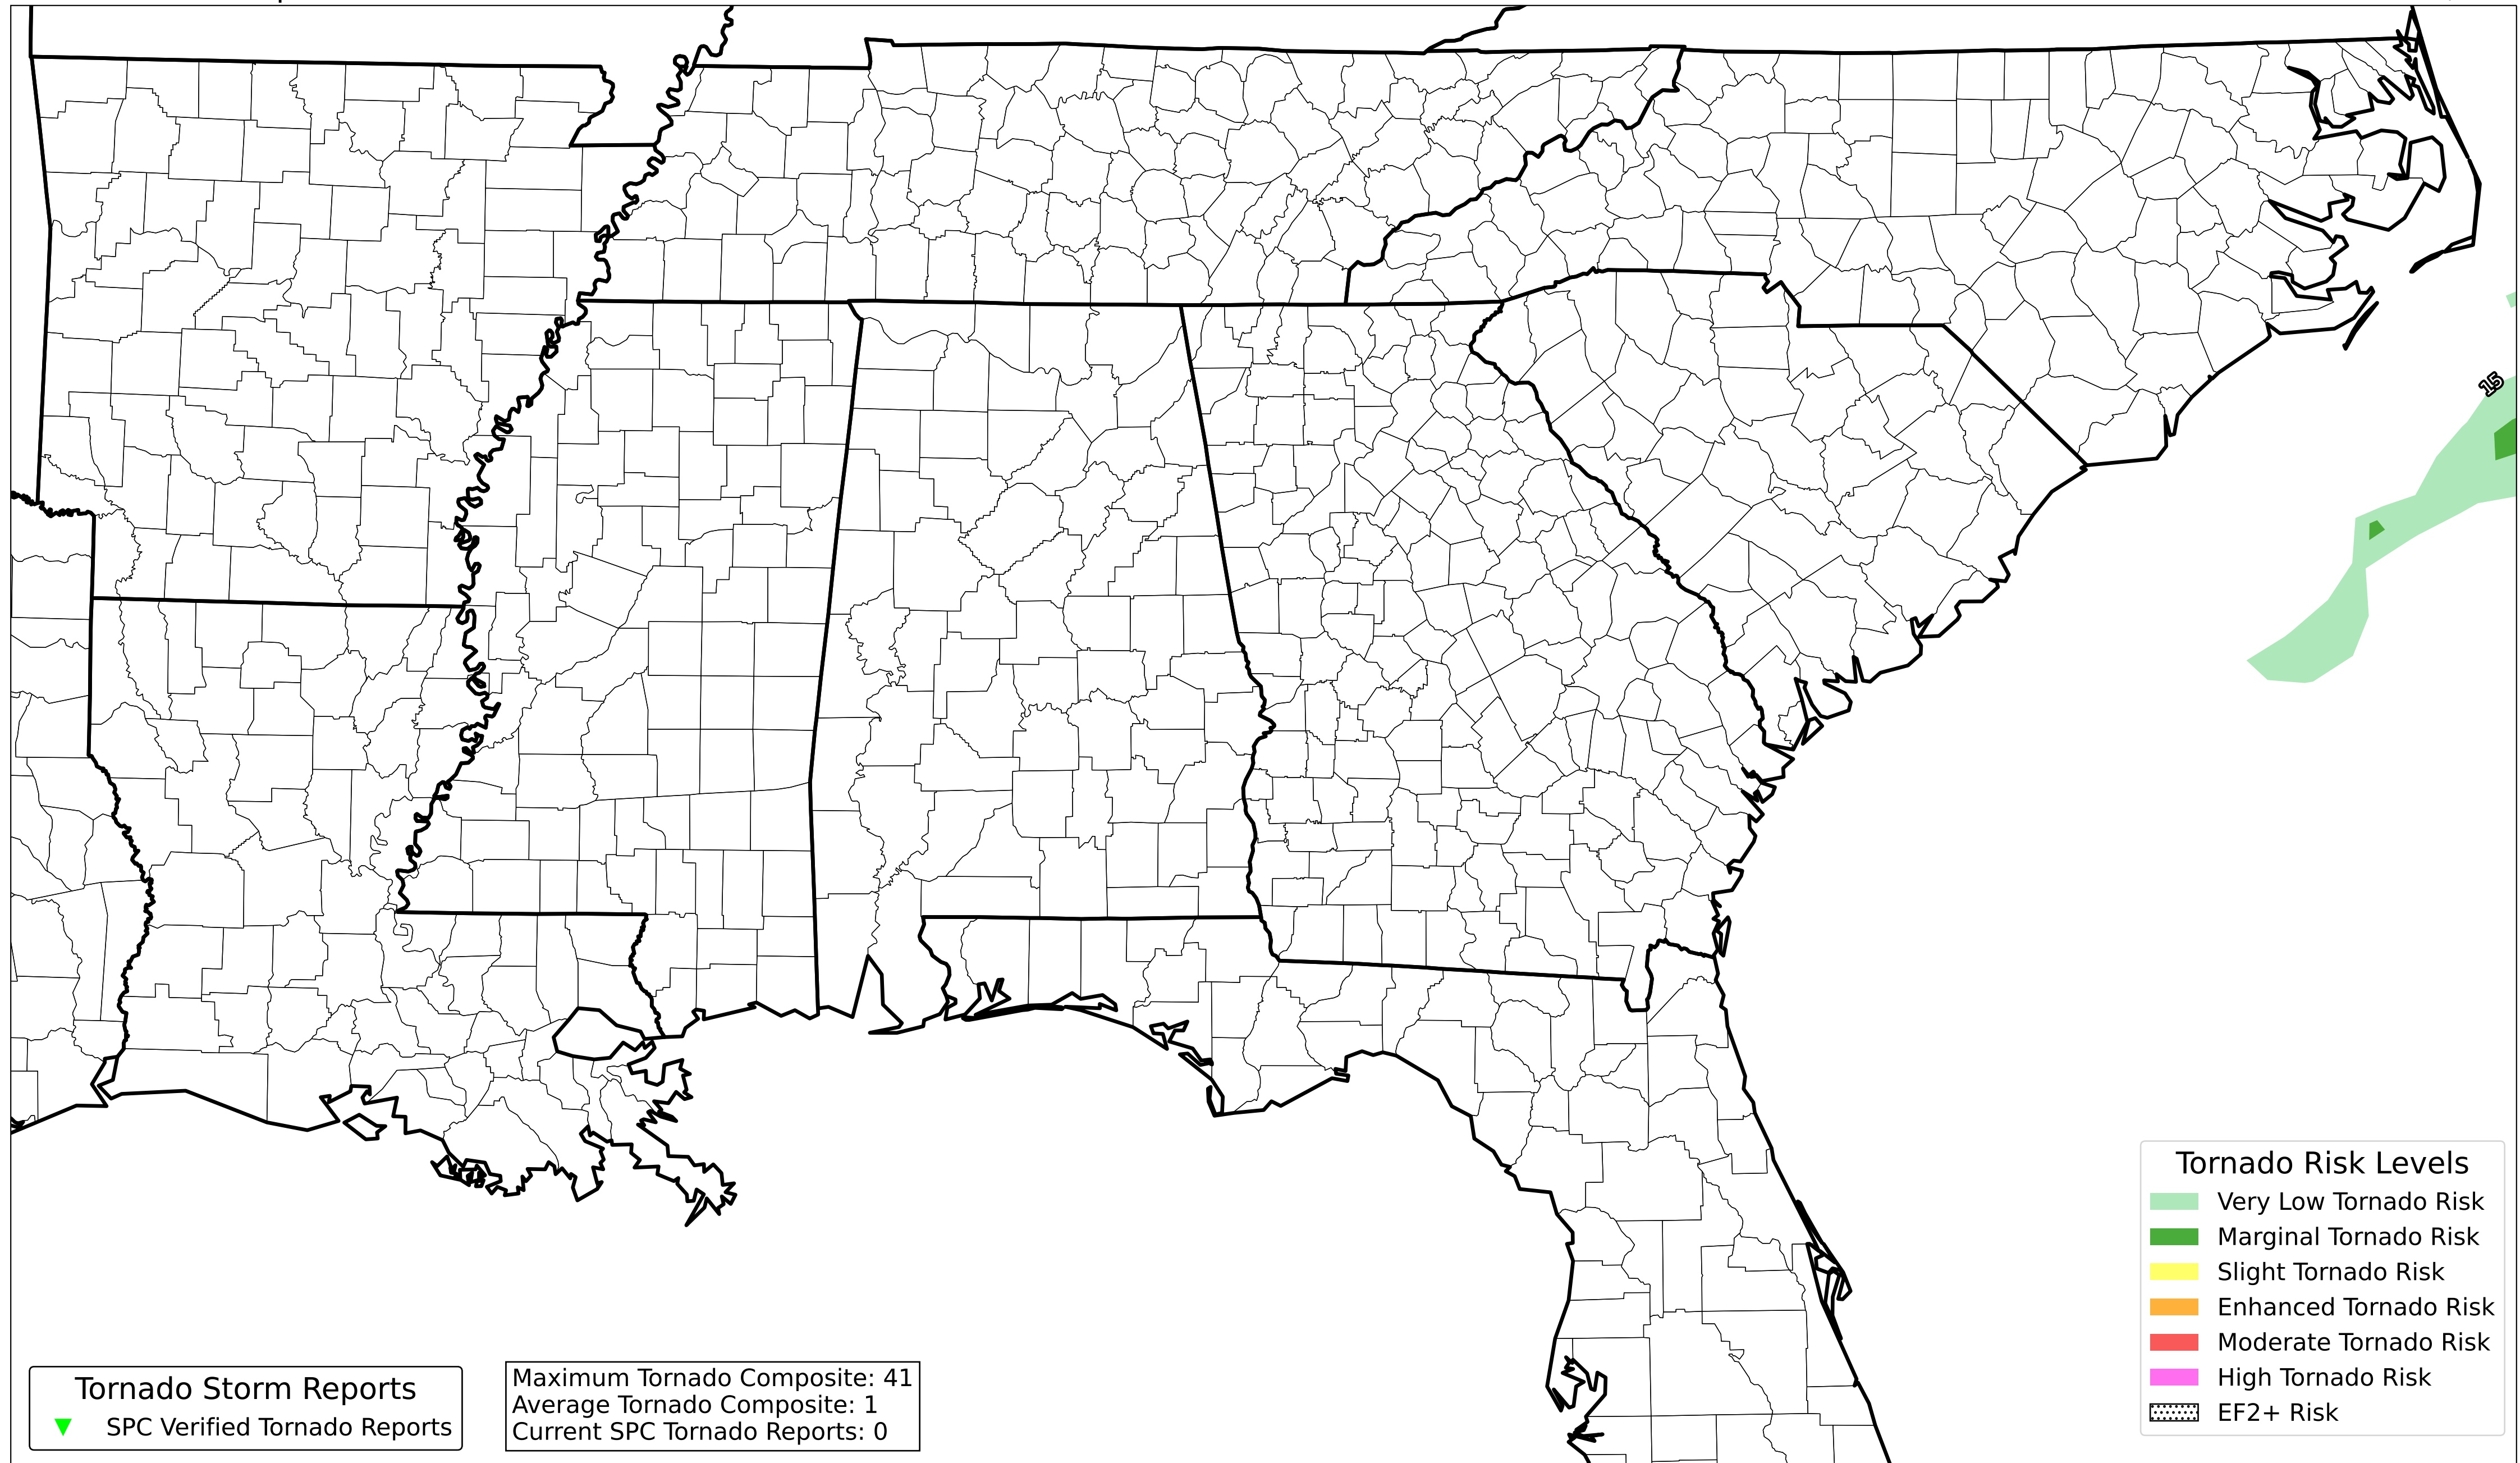 15
Tornado Risk Levels
Very Low Tornado Risk
Marginal Tornado Risk
Slight Tornado Risk
Enhanced Tornado Risk
Moderate Tornado Risk
High Tornado Risk
EF2+ Risk
Tornado Storm Reports
SPC Verified Tornado Reports
Maximum Tornado Composite: 41
Average Tornado Composite: 1
Current SPC Tornado Reports: 0